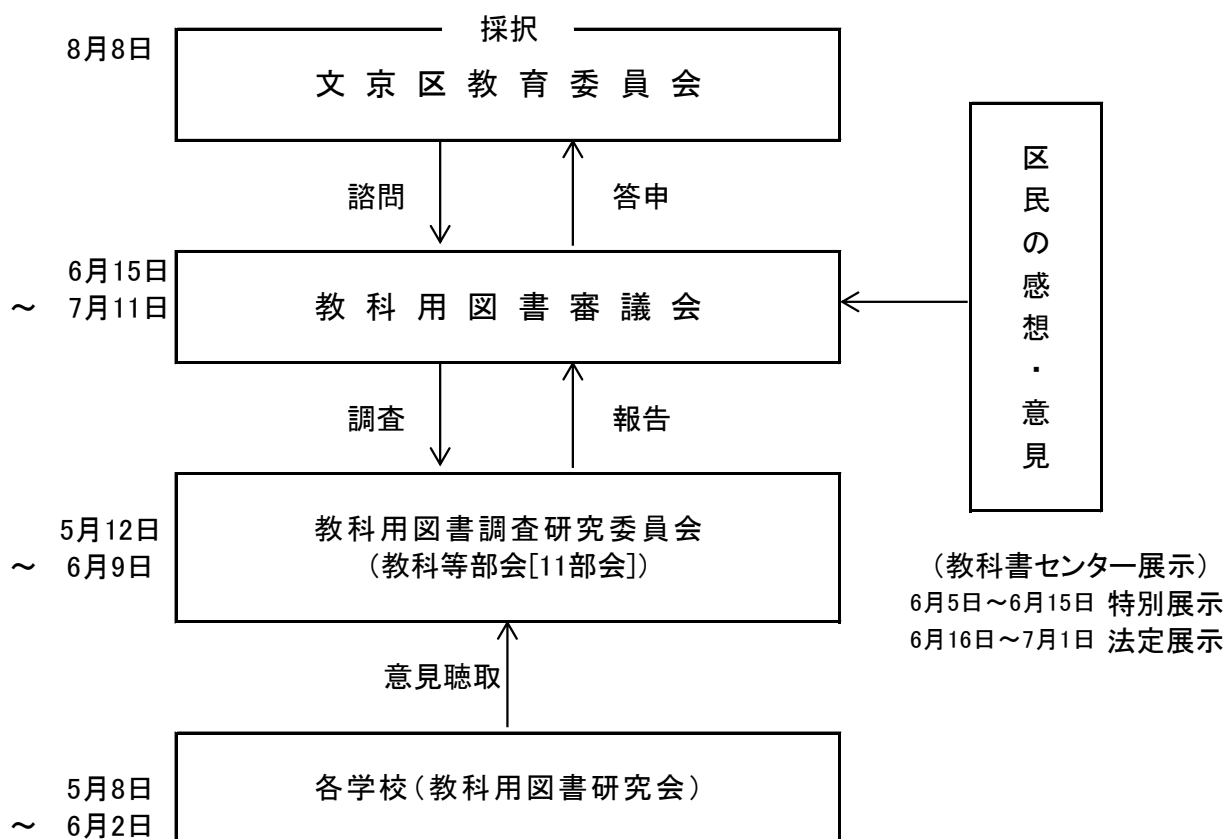 採択
8月8日
文京区教育委員会
諮問
答申
6月15日
～ 7月11日
教科用図書審議会
区民の感想・意見
調査
報告
5月12日
～ 6月9日
教科用図書調査研究委員会
（教科等部会[11部会]）
（教科書センター展示）
6月5日～6月15日 特別展示
6月16日～7月1日 法定展示
意見聴取
5月8日
～ 6月2日
各学校（教科用図書研究会）